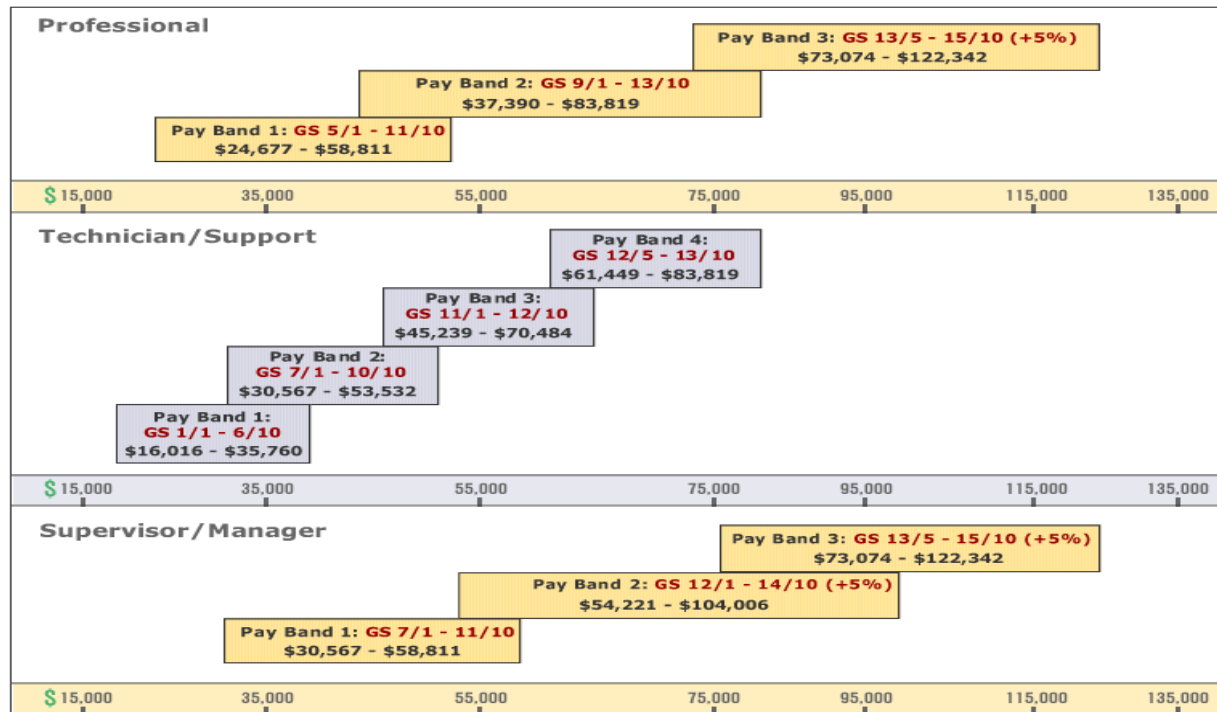 Professional
Pay Band 3: GS 13/5 - 15/10 (+5%)
$73,074 - $122,342
Pay Band 2: GS 9/1 - 13/10
$37,390 - $83,819
Pay Band 1: GS 5/1 - 11/10
$24,677 - $58,811
$ 15,000 35,000 55,000 75,000 95,000 115,000 135,000
Technician/Support
Pay Band 4:
GS 12/5 - 13/10
$61,449 - $83,819
Pay Band 3:
GS 11/1 - 12/10
$45,239 - $70,484
Pay Band 2:
GS 7/1 - 10/10
$30,567 - $53,532
Pay Band 1:
GS 1/1 - 6/10
$16,016 - $35,760
$ 15,000 35,000 55,000 75,000 95,000 115,000 135,000
Supervisor/Manager
Pay Band 3: GS 13/5 - 15/10 (+5%)
$73,074 - $122,342
Pay Band 2: GS 12/1 - 14/10 (+5%)
$54,221 - $104,006
Pay Band 1: GS 7/1 - 11/10
$30,567 - $58,811
$ 15,000 35,000 55,000 75,000 95,000 115,000 135,000